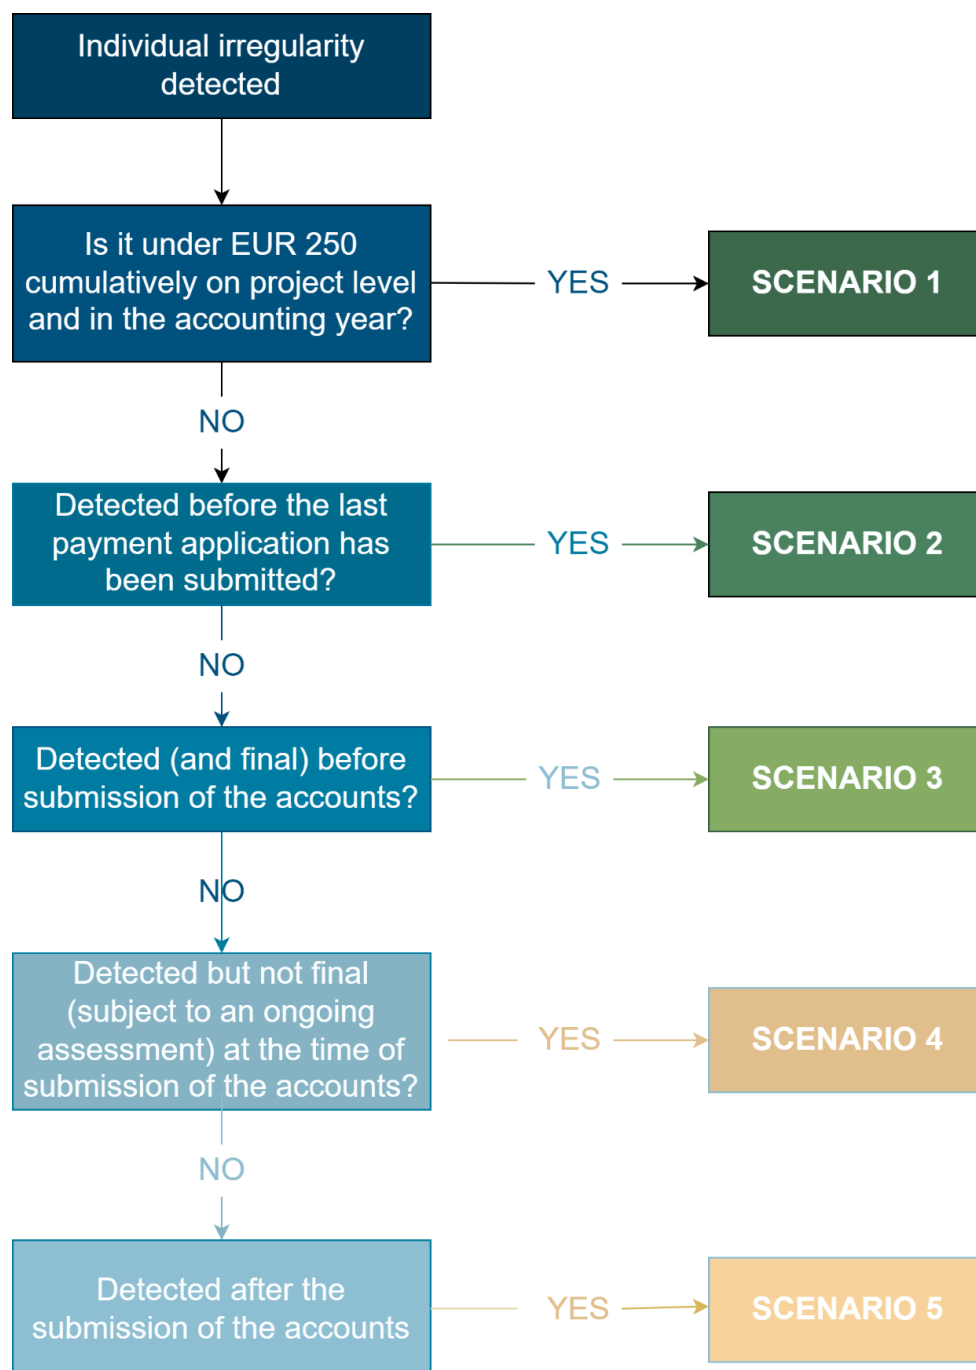 Individual irregularity
detected
Is it under EUR 250
cumulatively on project level
and in the accounting year?
YES
SCENARIO 1
NO
Detected before the last
payment application has
been submitted?
YES
SCENARIO 2
NO
Detected (and final) before
submission of the accounts?
YES
SCENARIO 3
NO
Detected but not final
(subject to an ongoing
assessment) at the time of
submission of the accounts?
YES
SCENARIO 4
NO
Detected after the
submission of the accounts
YES
SCENARIO 5